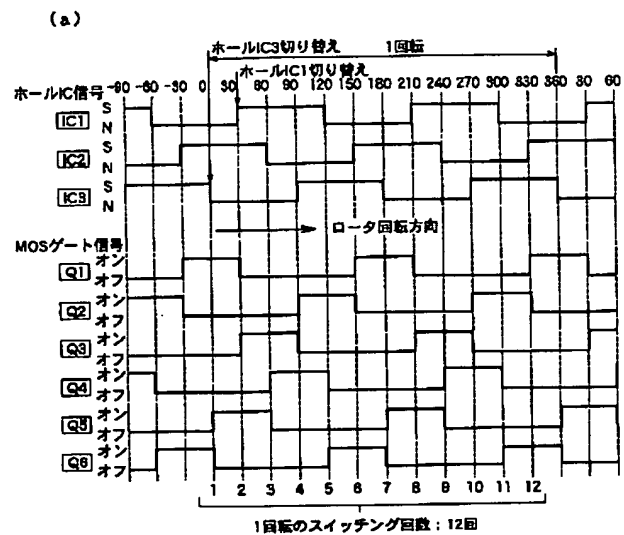 (a)
ホールIC3切り替え 1回転
ホールIC1切り替え
ホールIC信号 -90 -60 -30 0 30 60 90 120 150 180 210 240 270 300 330 360 30 60
IC1 S
N
IC2 S
N
IC3 S
N
ロータ回転方向
MOSゲート信号
Q1 オン
オフ
Q2 オン
オフ
Q3 オン
オフ
Q4 オン
オフ
Q5 オン
オフ
Q6 オン
オフ
1 2 3 4 5 6 7 8 9 10 11 12
1回転のスイッチング回数：12回